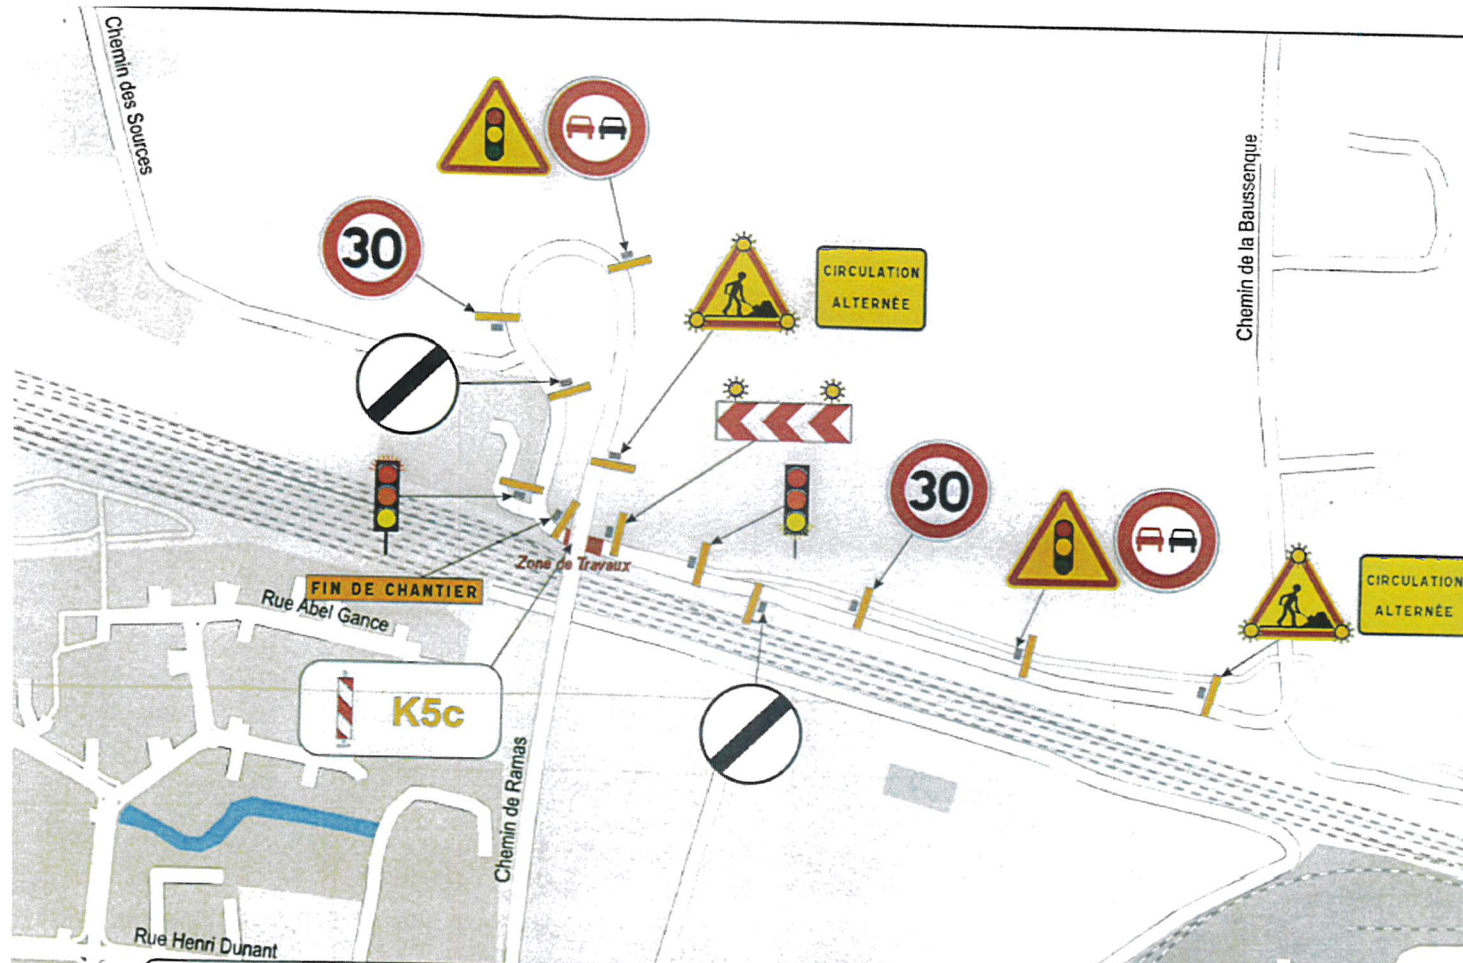 Chemin des Sources
30
CIRCULATION
ALTERNÉE
Chemin de la Baussenque
30
CIRCULATION
ALTERNÉE
Zone de Travaux
FIN DE CHANTIER
Rue Abel Gance
K5c
Chemin de Ramas
Rue Henri Dunant